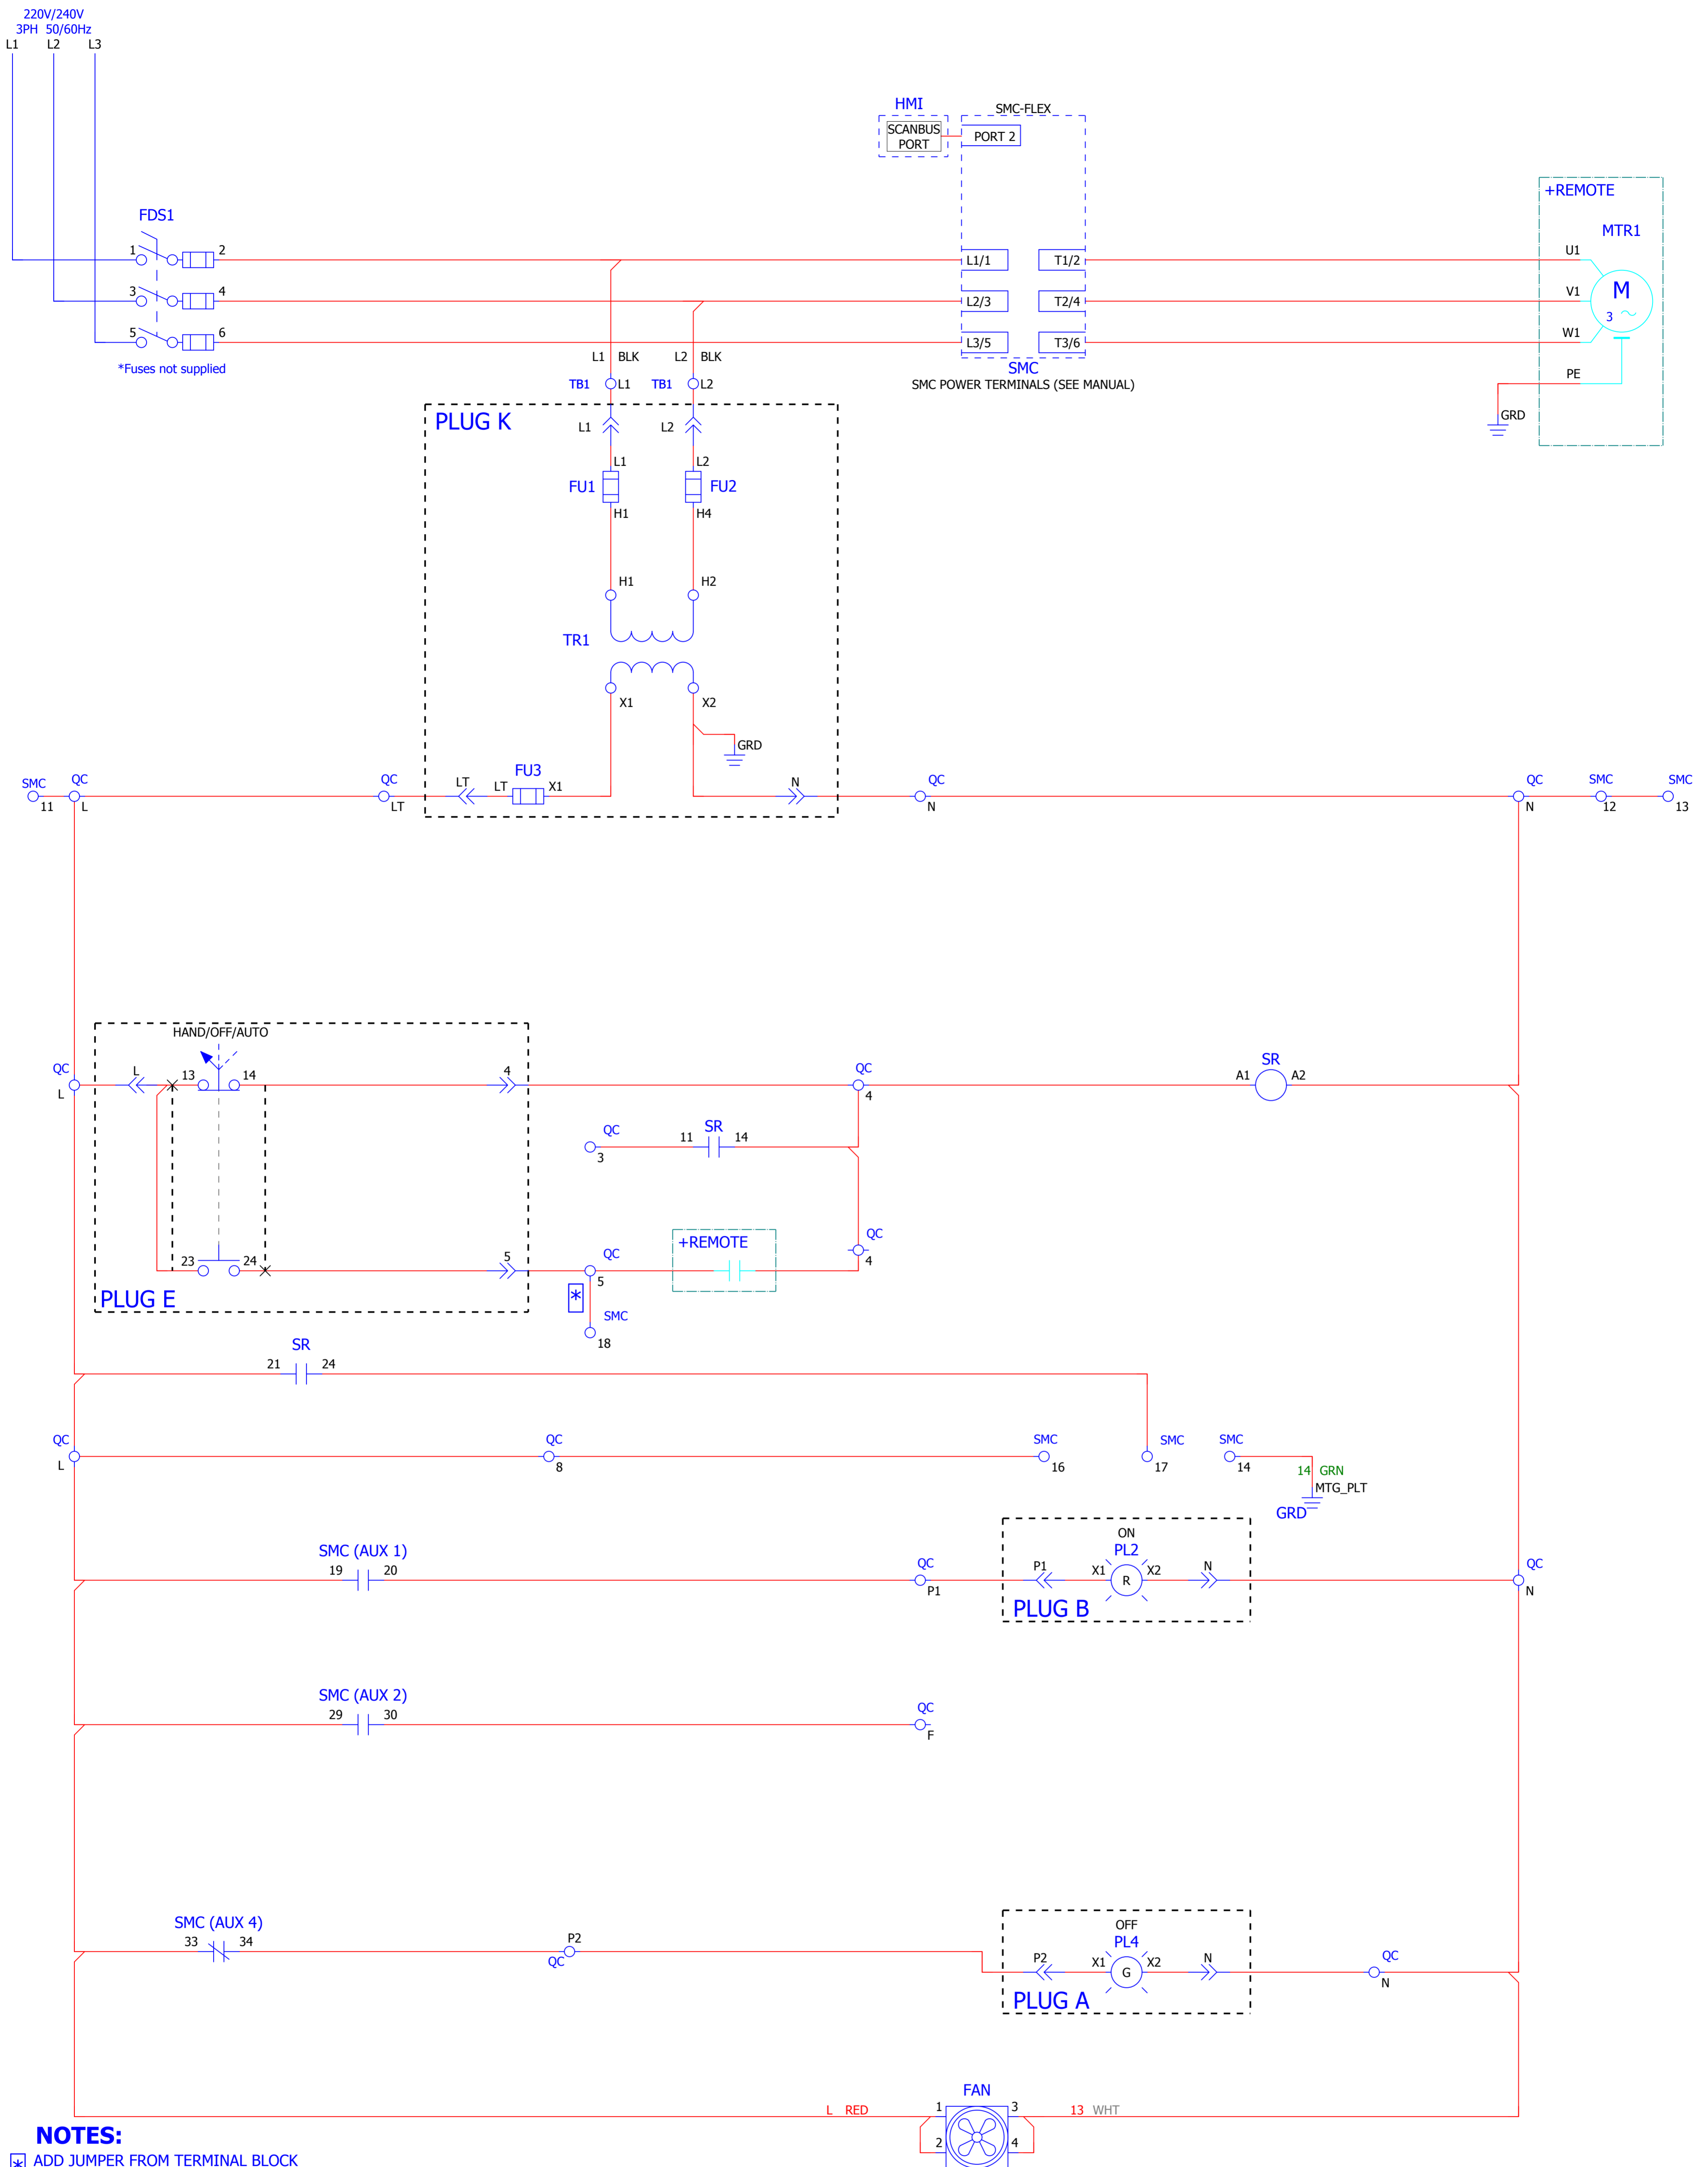 220V/240V
3PH 50/60Hz
L1 L2 L3
HMI
SCANBUS
PORT
SMC-FLEX
PORT 2
+REMOTE
MTR1
FDS1
1 2
3 4
5 6
*Fuses not supplied
L1/1 T1/2
L2/3 T2/4
L3/5 T3/6
SMC
SMC POWER TERMINALS (SEE MANUAL)
U1
V1
W1
PE
M
3
GRD
L1 BLK L2 BLK
TB1 L1 TB1 L2
PLUG K
L1 L2
L1 L2
FU1 FU2
H1 H4
H1 H2
TR1
X1 X2
GRD
SMC
11
QC
L
QC
LT
LT
LT
FU3
X1
N
QC
N
QC
N
SMC
12
SMC
13
HAND/OFF/AUTO
QC
L
L
13 14
4
QC
4
SR
A1 A2
QC
3
11 SR 14
23 24
5
QC
5
+REMOTE
QC
4
PLUG E
*
SMC
18
SR
21 24
QC
L
QC
8
SMC
16
SMC
17
SMC
14
14 GRN
MTG_PLT
GRD
SMC (AUX 1)
19 20
QC
P1
ON
PL2
P1 X1 R X2 N
PLUG B
QC
N
SMC (AUX 2)
29 30
QC
F
SMC (AUX 4)
33 34
P2
QC
OFF
PL4
P2 X1 G X2 N
PLUG A
QC
N
FAN
L RED
1 3
2 4
13 WHT
NOTES:
* ADD JUMPER FROM TERMINAL BLOCK